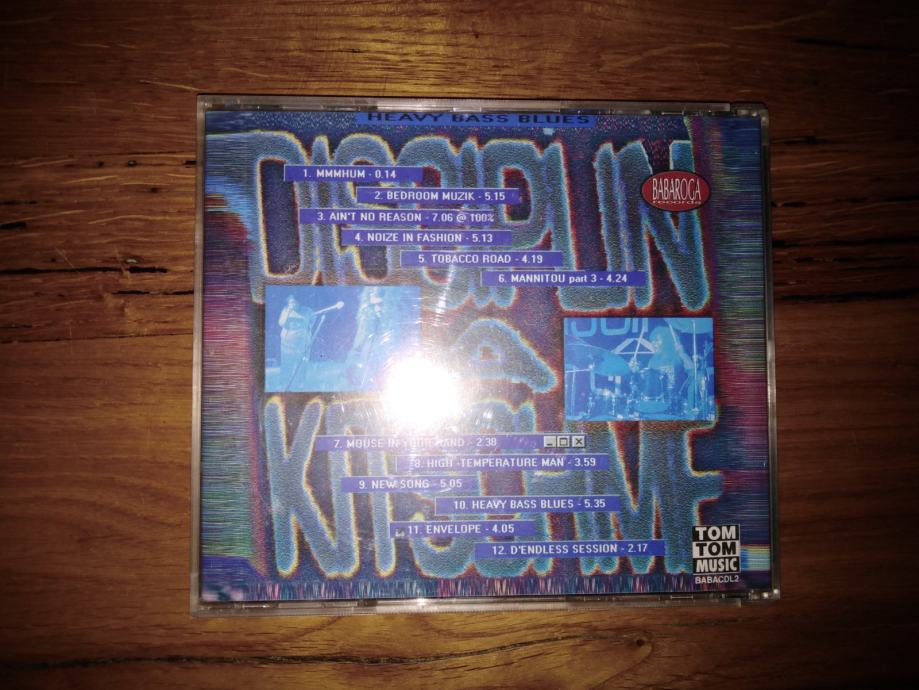 HEAVY BASS BLUES
DISCIPLIN
1. MMMHUM - 0.14
BABAROGA
records
2. BEDROOM MUZIK - 5.15
3. AIN'T NO REASON - 7.06 @ 100%
4. NOIZE IN FASHION - 5.13
5. TOBACCO ROAD - 4.19
6. MANNITOU part 3 - 4.24
A
KITSCHME
7. MOUSE IN YOUR HAND - 2.38
8. HIGH -TEMPERATURE MAN - 3.59
9. NEW SONG - 5.05
10. HEAVY BASS BLUES - 5.35
11. ENVELOPE - 4.05
12. D'ENDLESS SESSION - 2.17
TOM
TOM
MUSIC
BABACDL2